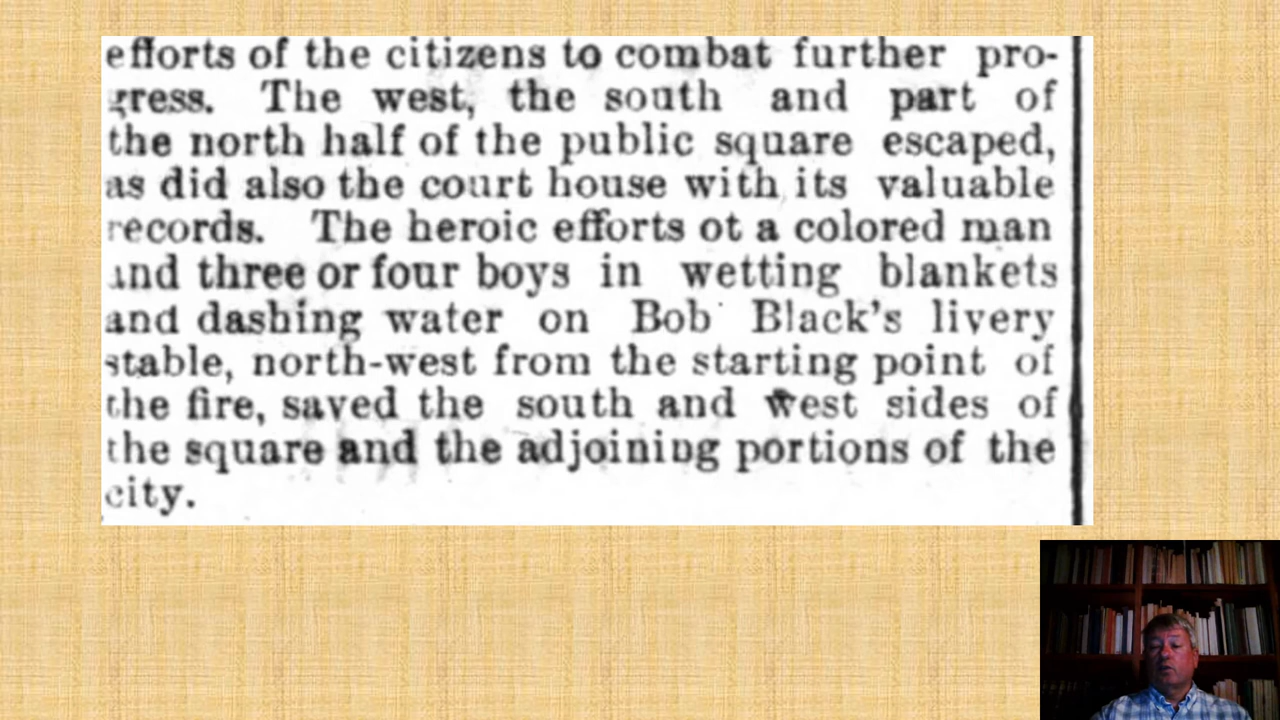 efforts of the citizens to combat further pro-
gress. The west, the south and part of
the north half of the public square escaped,
as did also the court house with its valuable
records. The heroic efforts ot a colored man
and three or four boys in wetting blankets
and dashing water on Bob Black's livery
stable, north-west from the starting point of
the fire, saved the south and west sides of
the square and the adjoining portions of the
city.